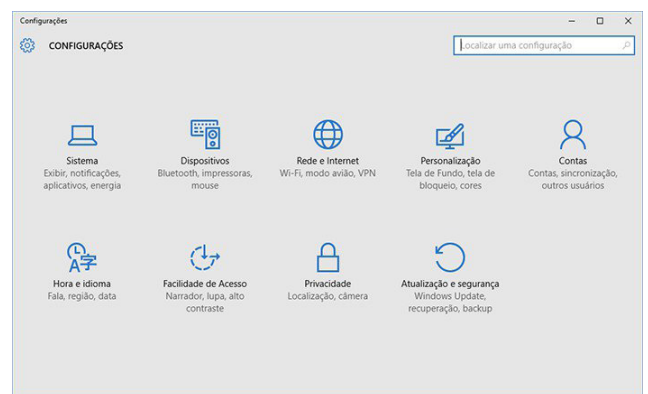 Configurações
CONFIGURAÇÕES
Localizar uma configuração
Sistema
Exibir, notificações,
aplicativos, energia
Dispositivos
Bluetooth, impressoras,
mouse
Rede e Internet
Wi-Fi, modo avião, VPN
Personalização
Tela de Fundo, tela de
bloqueio, cores
Contas
Contas, sincronização,
outros usuários
A字
Hora e idioma
Fala, região, data
Facilidade de Acesso
Narrador, lupa, alto
contraste
Privacidade
Localização, câmera
Atualização e segurança
Windows Update,
recuperação, backup